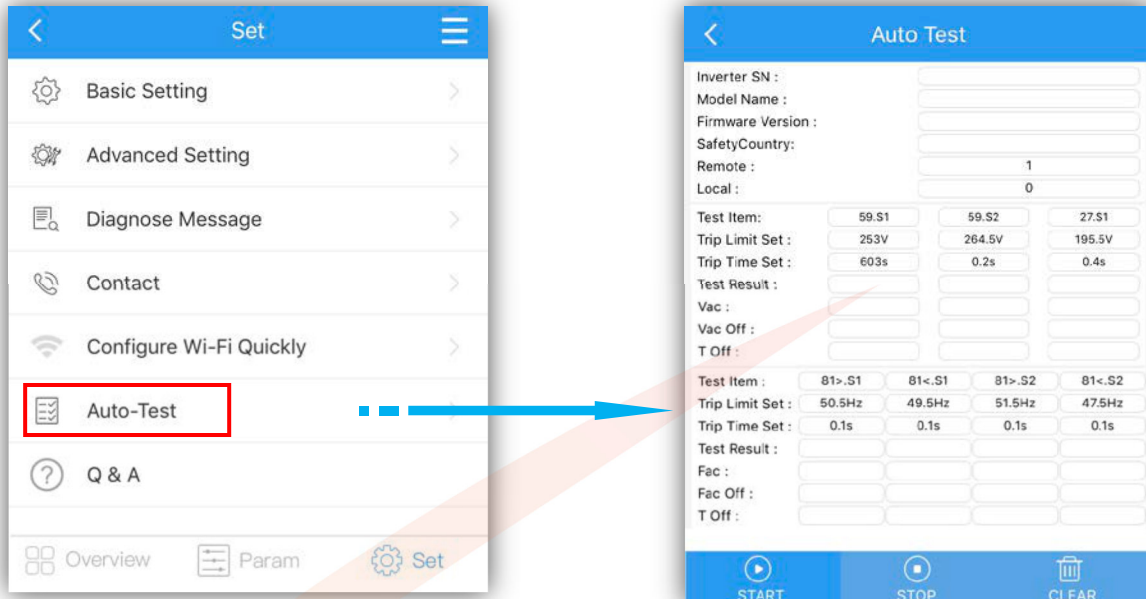 Set
Basic Setting
Advanced Setting
Diagnose Message
Contact
Configure Wi-Fi Quickly
Auto-Test
Q & A
Overview Param Set
Auto Test
Inverter SN :
Model Name :
Firmware Version :
SafetyCountry:
Remote : 1
Local : 0
Test Item: 59.S1 59.S2 27.S1
Trip Limit Set : 253V 264.5V 195.5V
Trip Time Set : 603s 0.2s 0.4s
Test Result :
Vac :
Vac Off :
T Off :
Test Item : 81>.S1 81<.S1 81>.S2 81<.S2
Trip Limit Set : 50.5Hz 49.5Hz 51.5Hz 47.5Hz
Trip Time Set : 0.1s 0.1s 0.1s 0.1s
Test Result :
Fac :
Fac Off :
T Off :
START STOP CLEAR